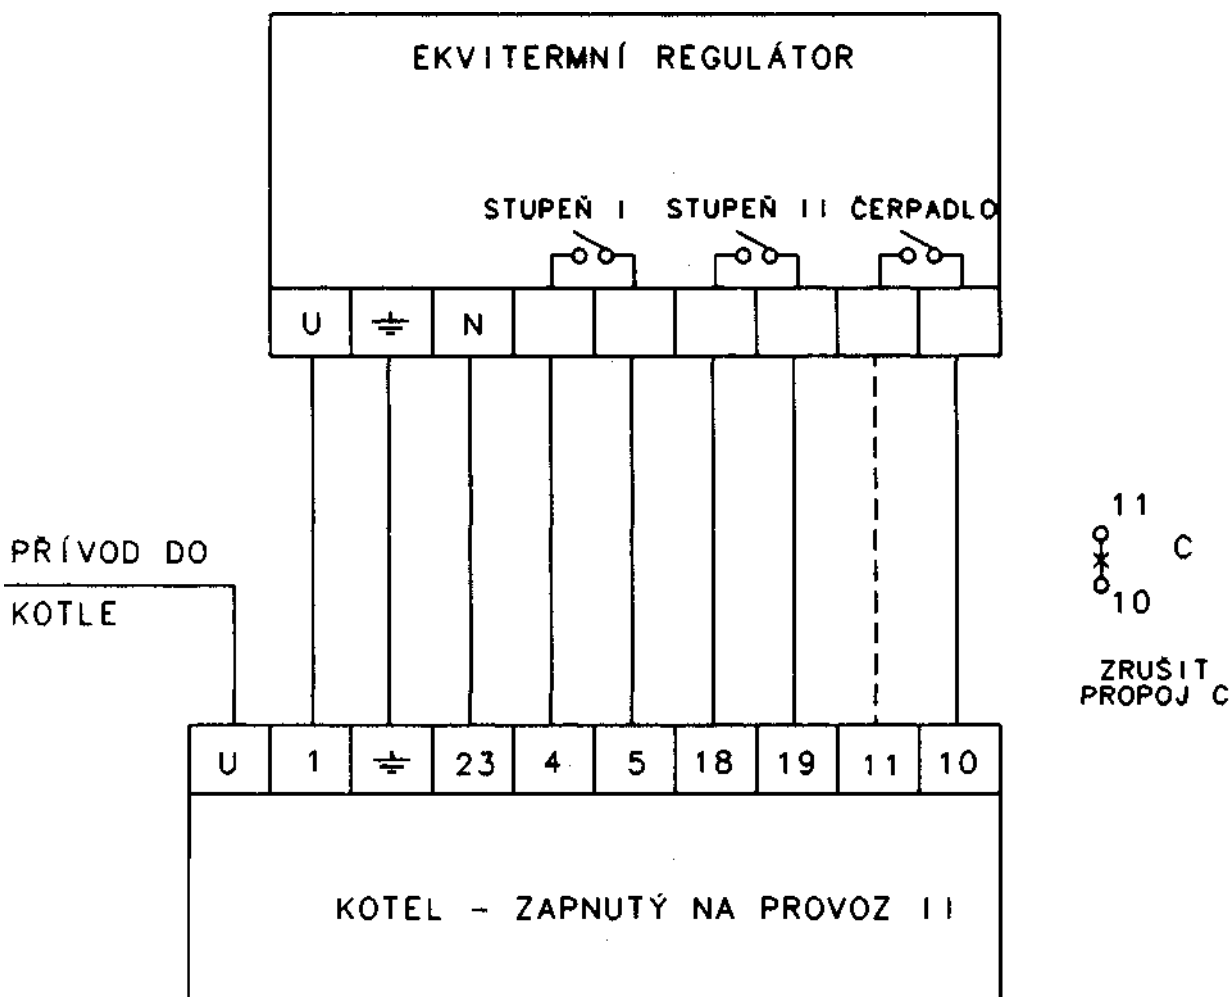 EKVITERMNÍ REGULÁTOR
STUPEŇ I STUPEŇ II ČERPADLO
U N
11
C
10
PŘÍVOD DO
KOTLE
ZRUŠIT
PROPOJ C
U 1 23 4 5 18 19 11 10
KOTEL - ZAPNUTÝ NA PROVOZ II